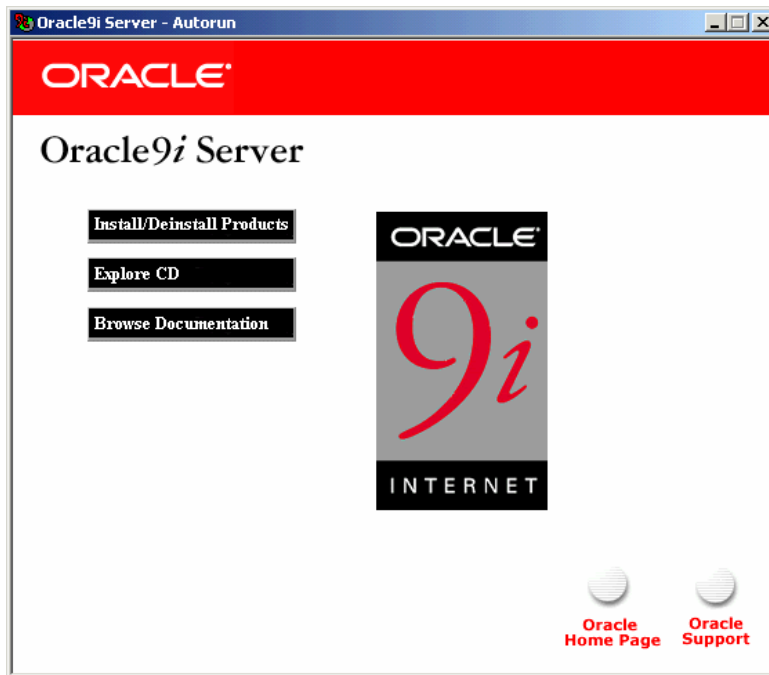 Oracle9i Server - Autorun
ORACLE
Oracle9i Server
Install/Deinstall Products
Explore CD
Browse Documentation
ORACLE
9i
INTERNET
Oracle
Home Page
Oracle
Support